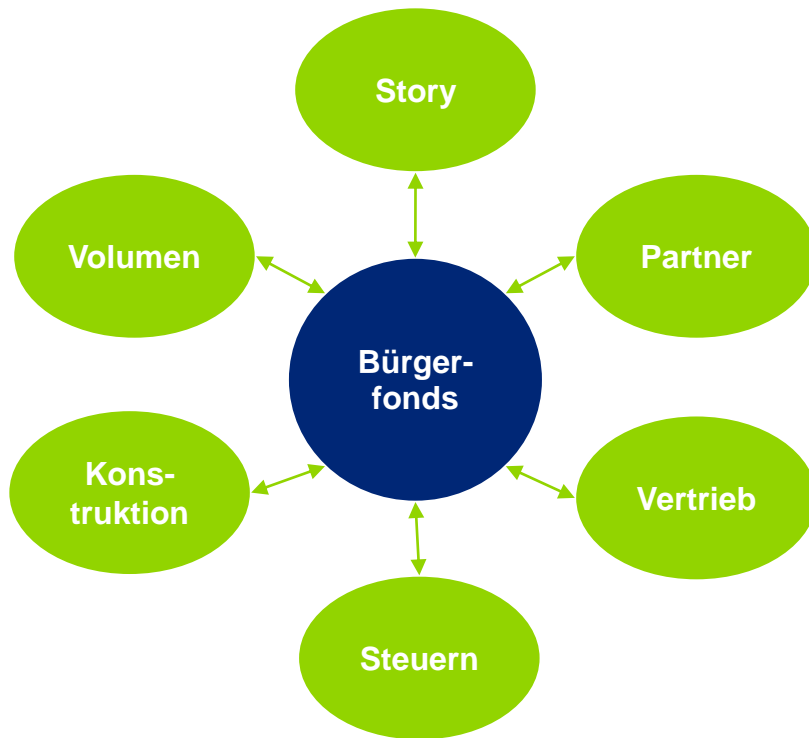 Story
Volumen
Partner
Bürger-
fonds
Kons-
truktion
Vertrieb
Steuern